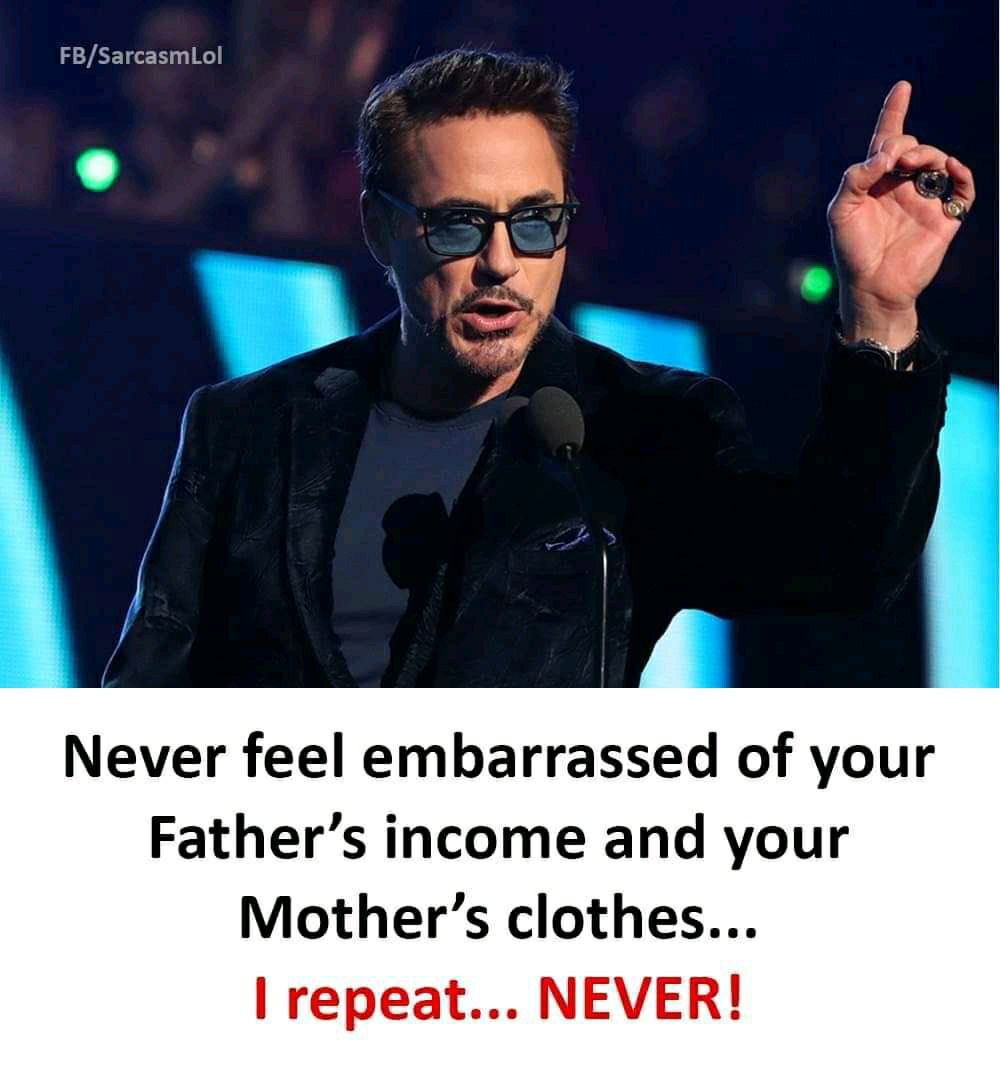 FB/SarcasmLol
Never feel embarrassed of your
Father’s income and your
Mother’s clothes...
I repeat... NEVER!